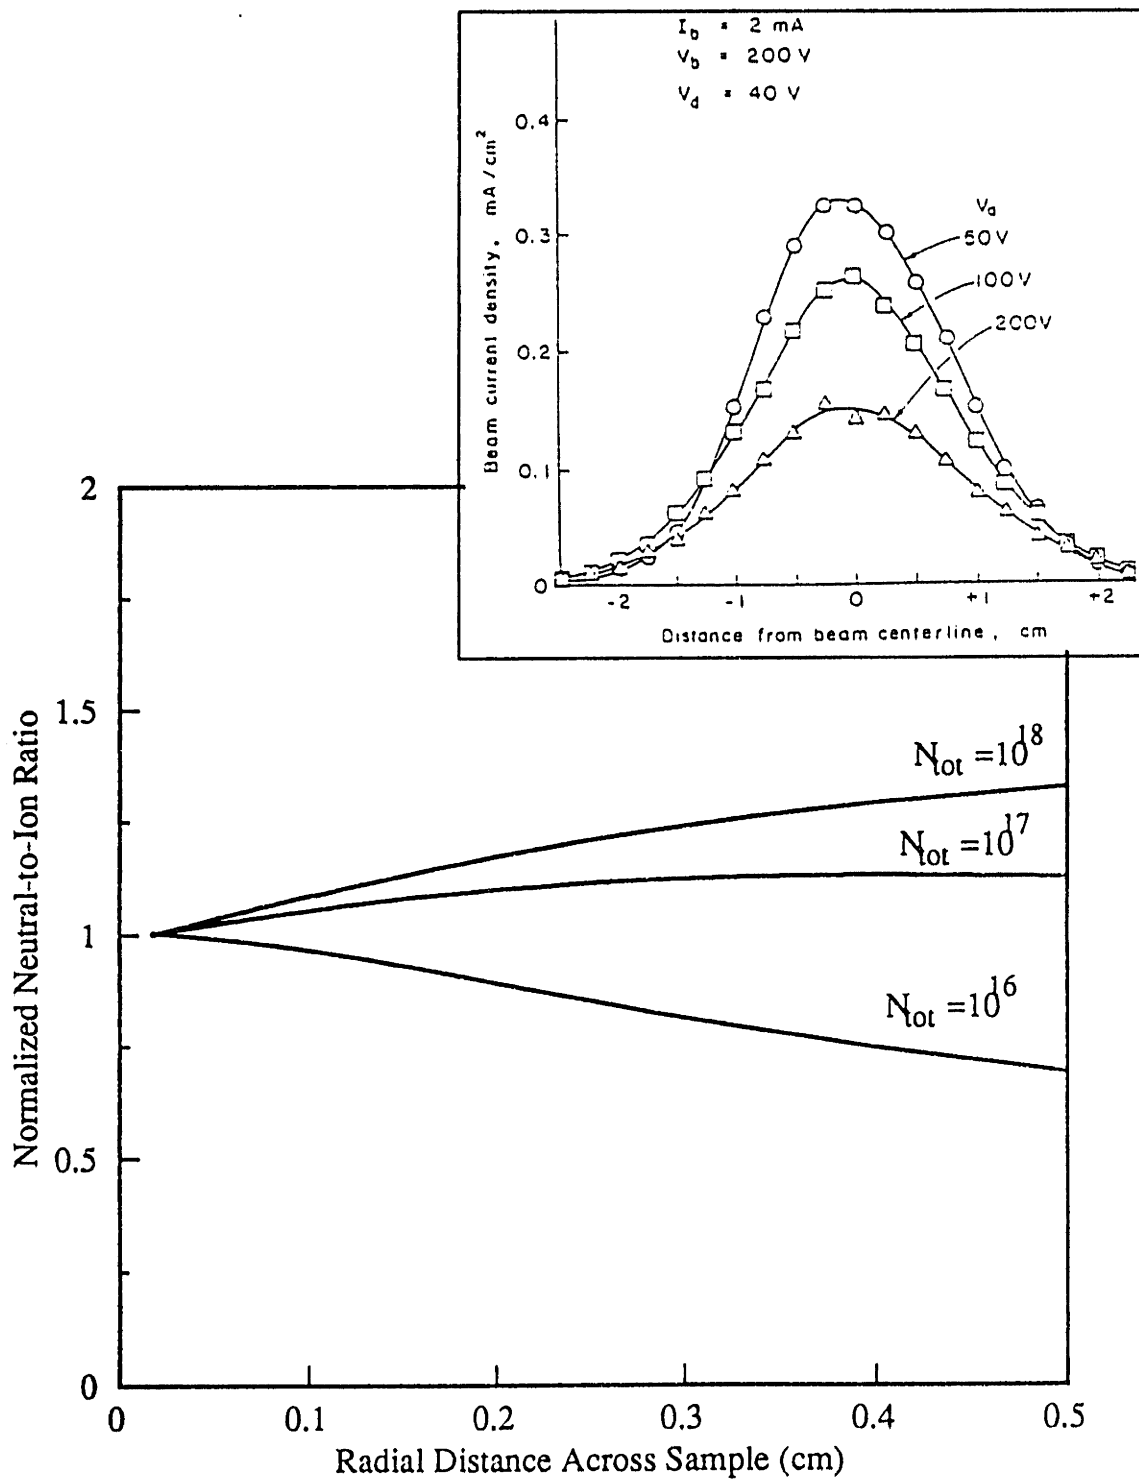 I_b = 2 mA
V_b = 200 V
V_d = 40 V
0.4
0.3
0.2
0.1
0
Beam current density, mA/cm²
V_a
50V
100V
200V
-2
-1
0
+1
+2
Distance from beam centerline, cm
2
1.5
1
0.5
0
Normalized Neutral-to-Ion Ratio
N_tot = 10^18
N_tot = 10^17
N_tot = 10^16
0
0.1
0.2
0.3
0.4
0.5
Radial Distance Across Sample (cm)